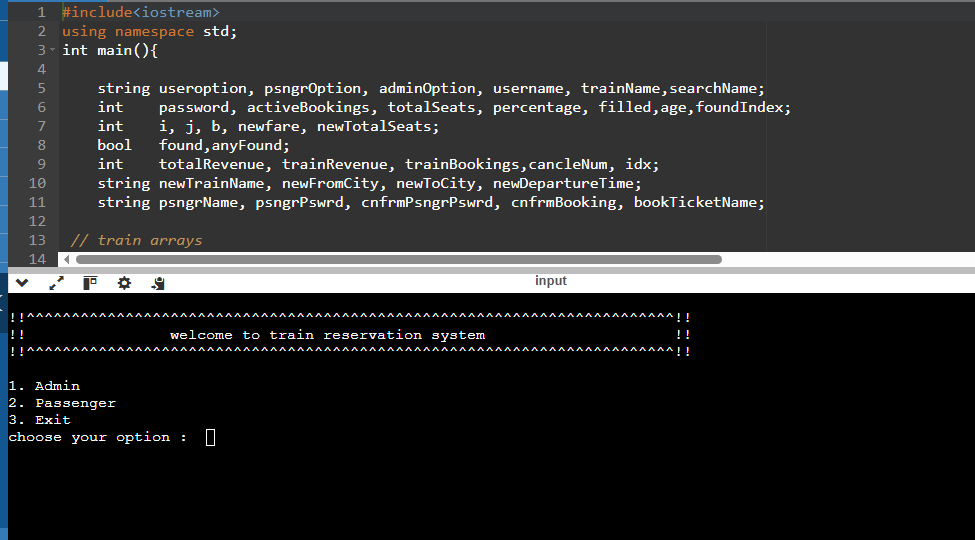 1 #include<iostream>
2 using namespace std;
3 int main(){
4
5 string useroption, psngrOption, adminOption, username, trainName,searchName;
6 int    password, activeBookings, totalSeats, percentage, filled,age,foundIndex;
7 int    i, j, b, newfare, newTotalSeats;
8 bool   found,anyFound;
9 int    totalRevenue, trainRevenue, trainBookings,cancleNum, idx;
10 string newTrainName, newFromCity, newToCity, newDepartureTime;
11 string psngrName, psngrPswrd, cnfrmPsngrPswrd, cnfrmBooking, bookTicketName;
12
13 // train arrays
14
input
!!^^^^^^^^^^^^^^^^^^^^^^^^^^^^^^^^^^^^^^^^^^^^^^^^^^^^^^^^^^^^^^^^^^^^^^^^!!
!!                welcome to train reservation system                     !!
!!^^^^^^^^^^^^^^^^^^^^^^^^^^^^^^^^^^^^^^^^^^^^^^^^^^^^^^^^^^^^^^^^^^^^^^^^!!
1. Admin
2. Passenger
3. Exit
choose your option :